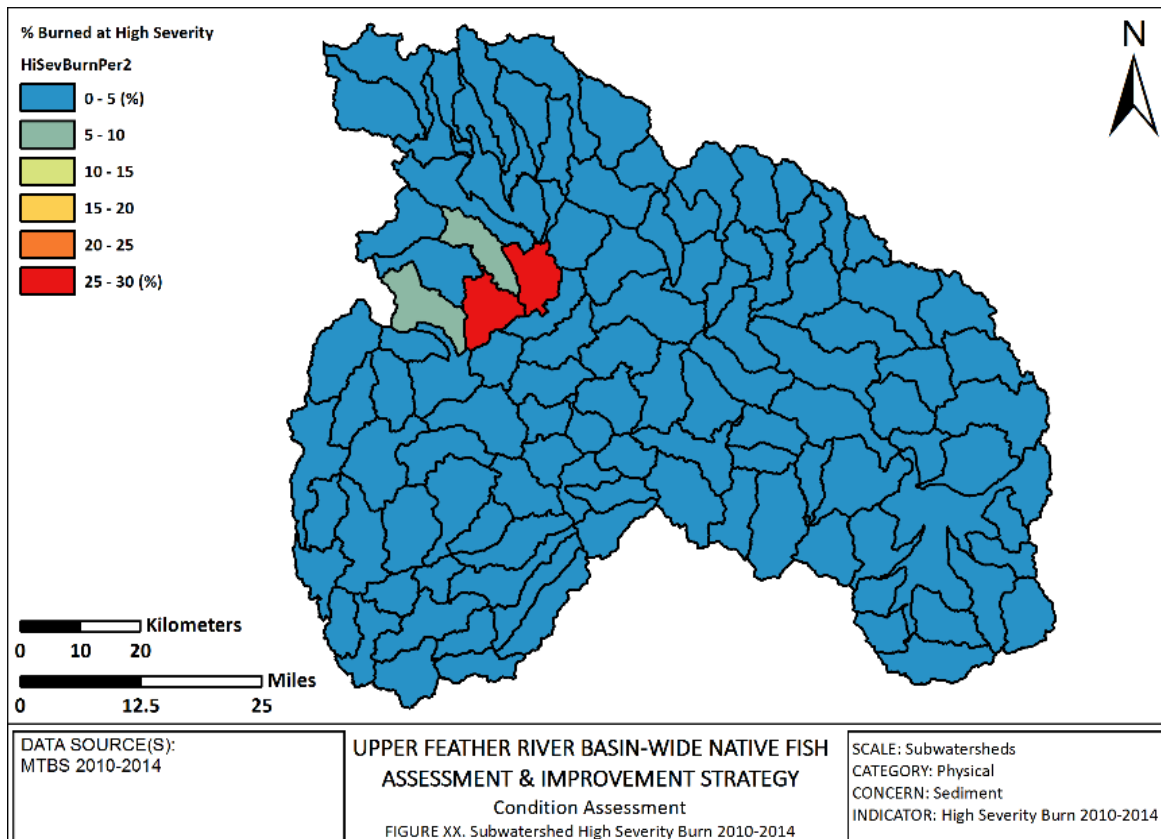 % Burned at High Severity
HiSevBurnPer2
0 - 5 (%)
5 - 10
10 - 15
15 - 20
20 - 25
25 - 30 (%)
N
Kilometers
0 10 20
Miles
0 12.5 25
DATA SOURCE(S):
MTBS 2010-2014
UPPER FEATHER RIVER BASIN-WIDE NATIVE FISH
ASSESSMENT & IMPROVEMENT STRATEGY
Condition Assessment
FIGURE XX. Subwatershed High Severity Burn 2010-2014
SCALE: Subwatersheds
CATEGORY: Physical
CONCERN: Sediment
INDICATOR: High Severity Burn 2010-2014